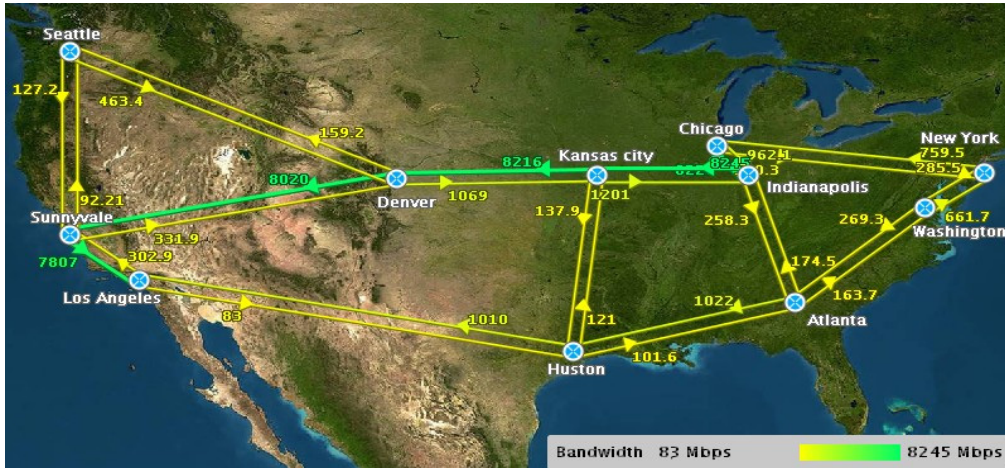 Seattle
127.2
463.4
159.2
Chicago
New York
8216
Kansas city
8245
962.1
759.5
285.5
8020
Denver
1069
1201
Indianapolis
92.21
Sunnyvale
331.9
137.9
258.3
269.3
661.7
Washington
7807
302.9
Los Angeles
83
1010
121
1022
174.5
163.7
Atlanta
Huston
101.6
Bandwidth 83 Mbps 8245 Mbps